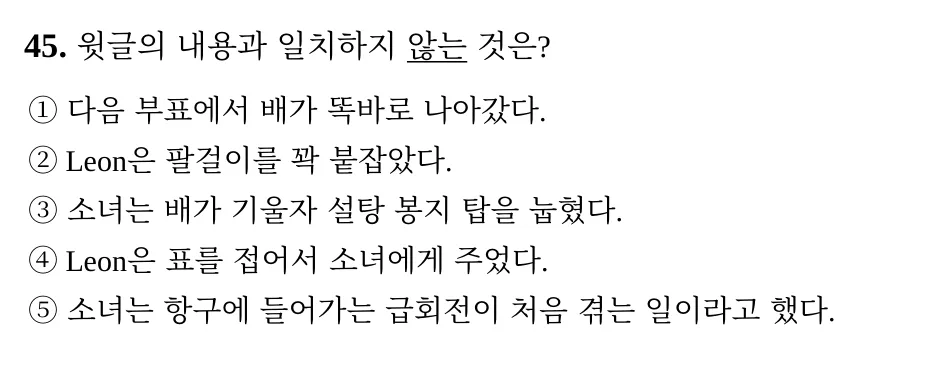 45. 윗글의 내용과 일치하지 않는 것은?
① 다음 부표에서 배가 똑바로 나아갔다.
② Leon은 팔걸이를 꽉 붙잡았다.
③ 소녀는 배가 기울자 설탕 봉지 탑을 눕혔다.
④ Leon은 표를 접어서 소녀에게 주었다.
⑤ 소녀는 항구에 들어가는 급회전이 처음 겪는 일이라고 했다.